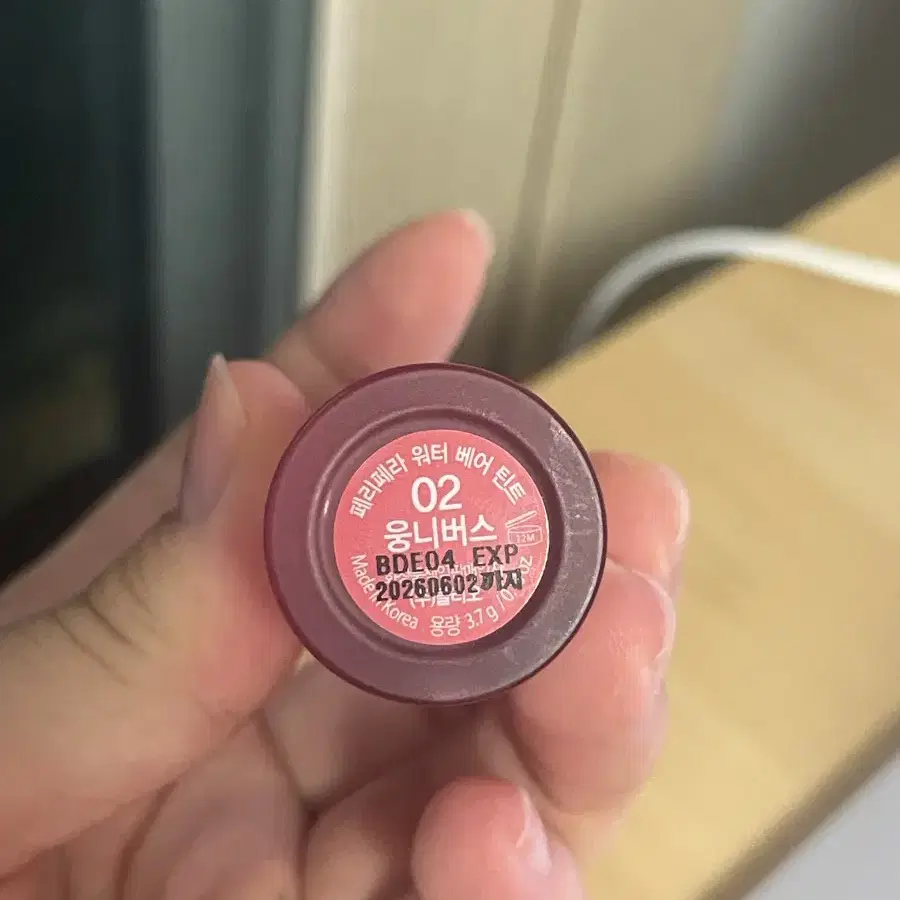 페리페라 워터 베어 틴트
02
웅니버스
12M
BDE04 EXP
20260602까지
Made in Korea 용량 3.7 g